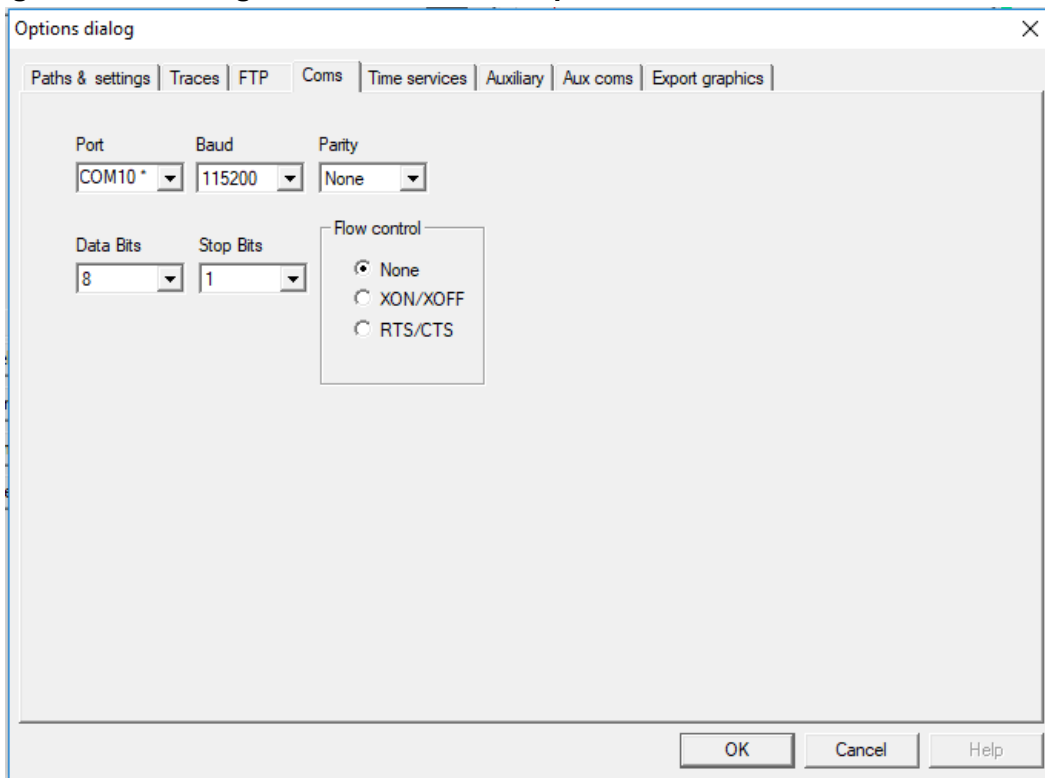 Options dialog
Paths & settings Traces FTP Coms Time services Auxiliary Aux coms Export graphics
Port Baud Parity
COM10 * 115200 None
Data Bits Stop Bits Flow control
8 1 None
XON/XOFF
RTS/CTS
OK Cancel Help